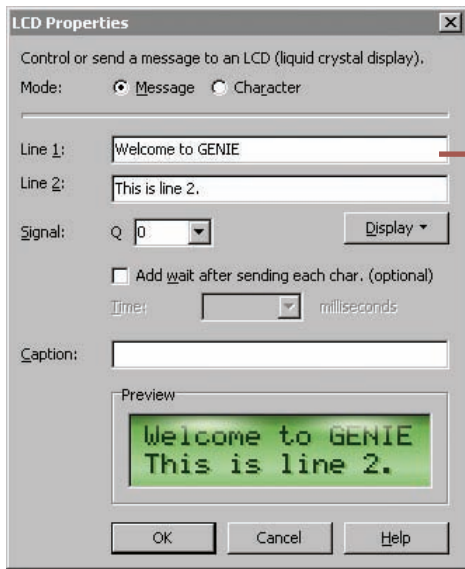 LCD Properties
Control or send a message to an LCD (liquid crystal display).
Mode: Message Character
Line 1: Welcome to GENIE
Line 2: This is line 2.
Signal: Q 0 Display
Add wait after sending each char. (optional)
Time: milliseconds
Caption:
Preview
Welcome to GENIE
This is line 2.
OK Cancel Help